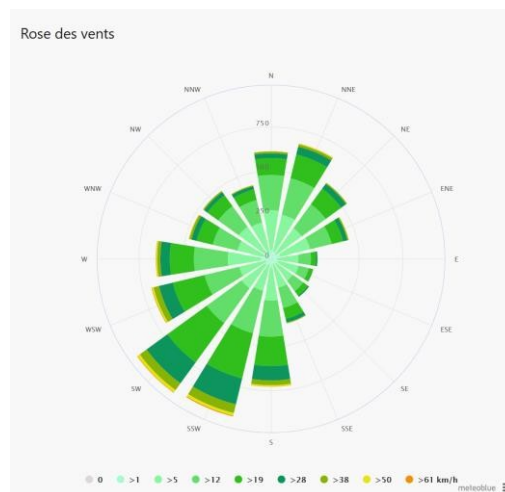 Rose des vents
N
NNW
NNE
NW
NE
750
WNW
ENE
250
0
W
E
WSW
ESE
SW
SE
SSW
SSE
S
0 >1 >5 >12 >19 >28 >38 >50 >61 km/h
meteoblue